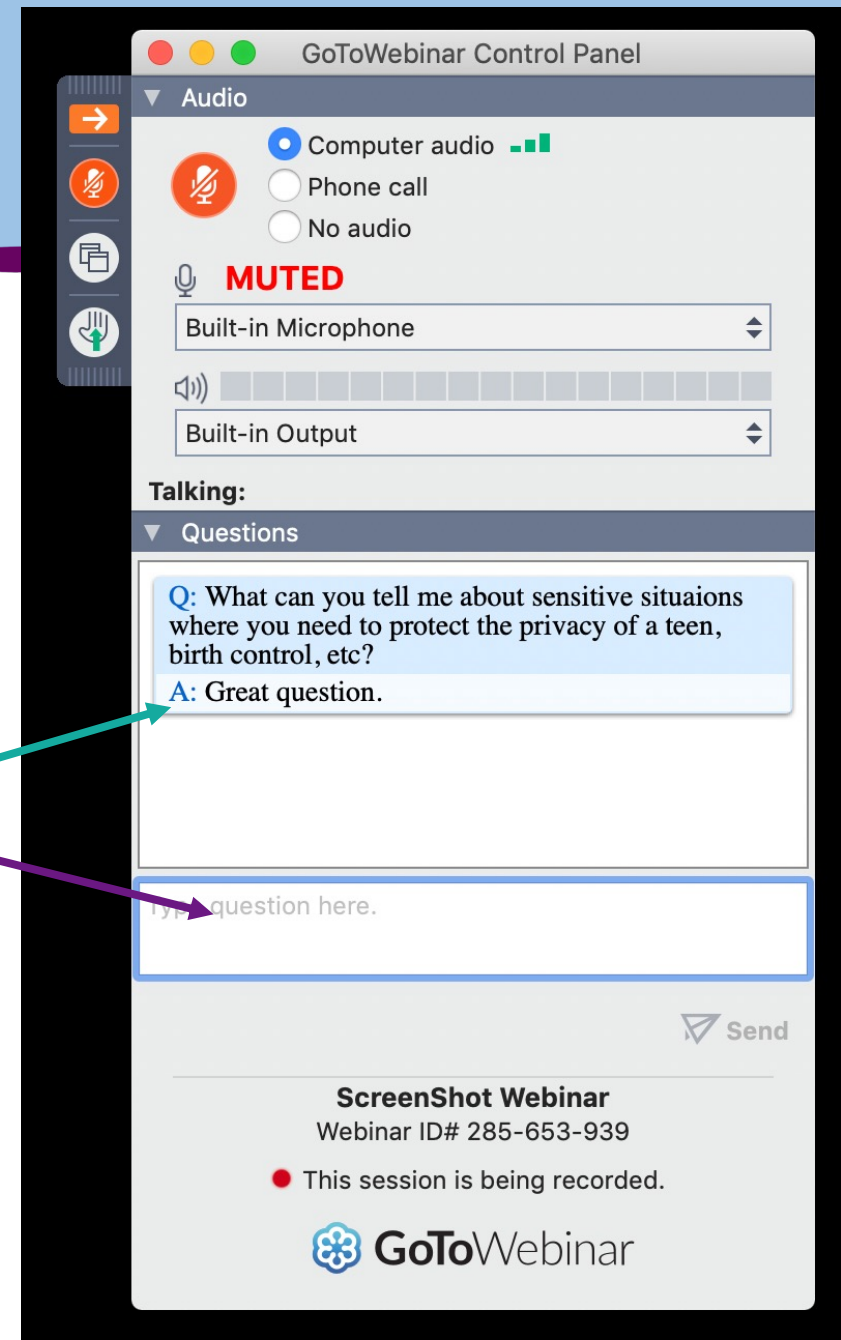 GoToWebinar Control Panel
Audio
Computer audio
Phone call
No audio
MUTED
Built-in Microphone
Built-in Output
Talking:
Questions
Q: What can you tell me about sensitive situaions
where you need to protect the privacy of a teen,
birth control, etc?
A: Great question.
question here.
Send
ScreenShot Webinar
Webinar ID# 285-653-939
This session is being recorded.
GoToWebinar